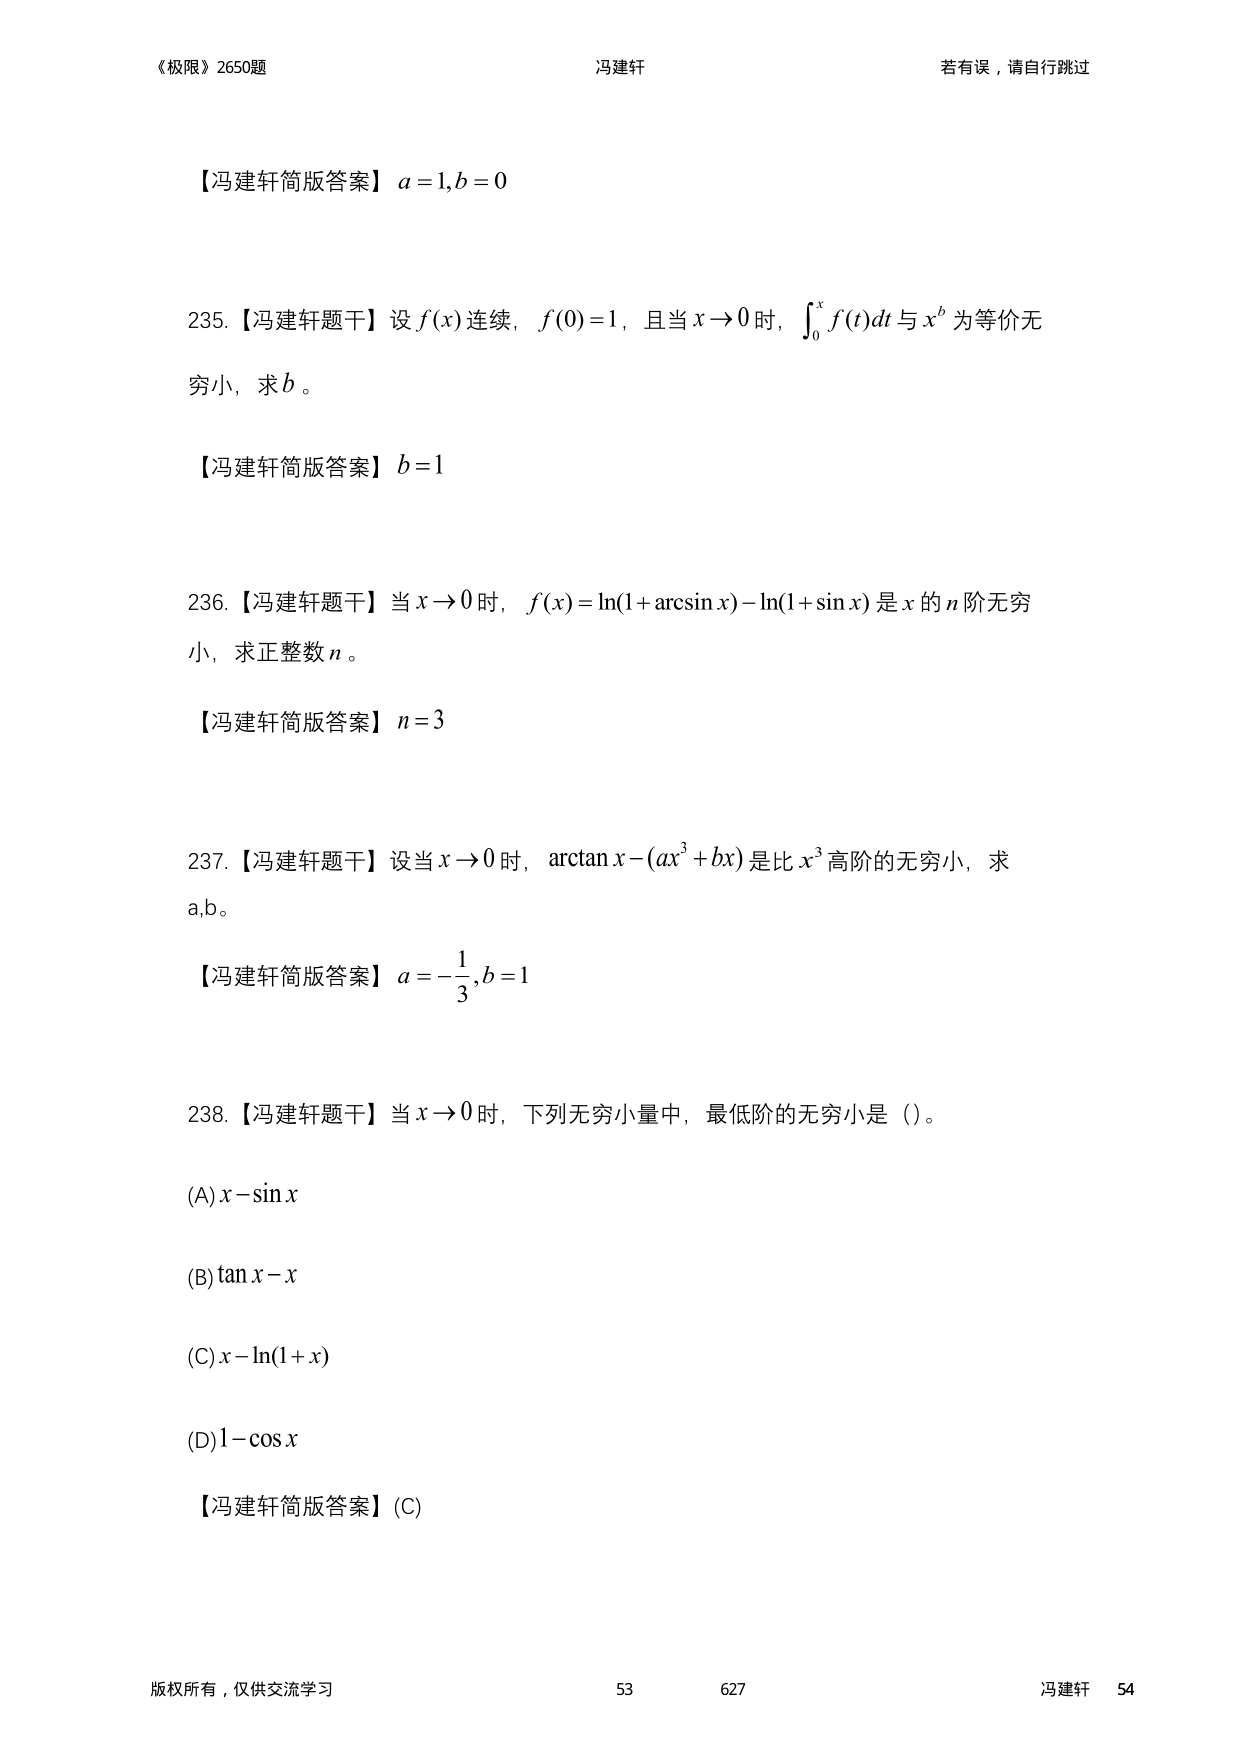 《极限》2650题 冯建轩 若有误，请自行跳过
【冯建轩简版答案】 a = 1, b = 0
235.【冯建轩题干】设 f(x) 连续， f(0) = 1，且当 x → 0 时， ∫₀ˣ f(t)dt 与 xᵇ 为等价无
穷小，求 b 。
【冯建轩简版答案】 b = 1
236.【冯建轩题干】当 x → 0 时， f(x) = ln(1 + arcsin x) − ln(1 + sin x) 是 x 的 n 阶无穷
小，求正整数 n 。
【冯建轩简版答案】 n = 3
237.【冯建轩题干】设当 x → 0 时， arctan x − (ax³ + bx) 是比 x³ 高阶的无穷小，求
a,b。
【冯建轩简版答案】 a = −1/3, b = 1
238.【冯建轩题干】当 x → 0 时，下列无穷小量中，最低阶的无穷小是（）。
(A) x − sin x
(B) tan x − x
(C) x − ln(1 + x)
(D) 1 − cos x
【冯建轩简版答案】(C)
版权所有，仅供交流学习 53 627 冯建轩 54